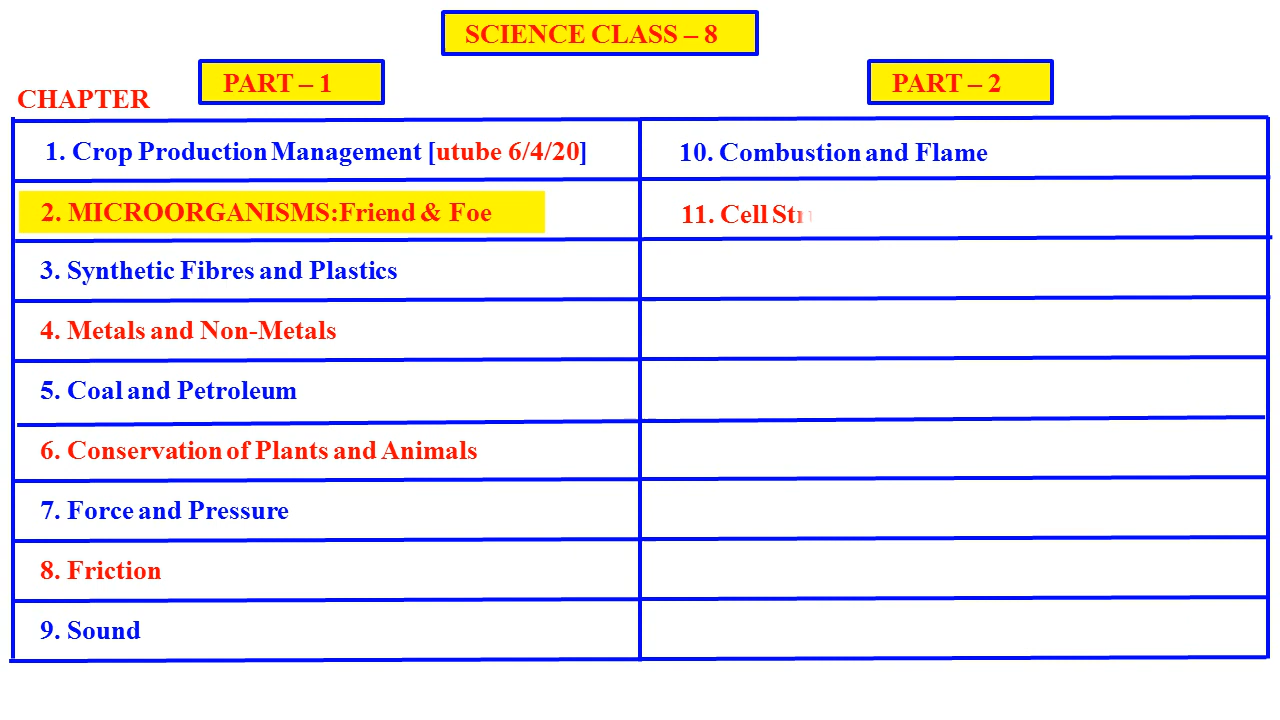 SCIENCE CLASS – 8
PART – 1
PART – 2
CHAPTER
1. Crop Production Management [utube 6/4/20]
2. MICROORGANISMS:Friend & Foe
3. Synthetic Fibres and Plastics
4. Metals and Non-Metals
5. Coal and Petroleum
6. Conservation of Plants and Animals
7. Force and Pressure
8. Friction
9. Sound
10. Combustion and Flame
11. Cell